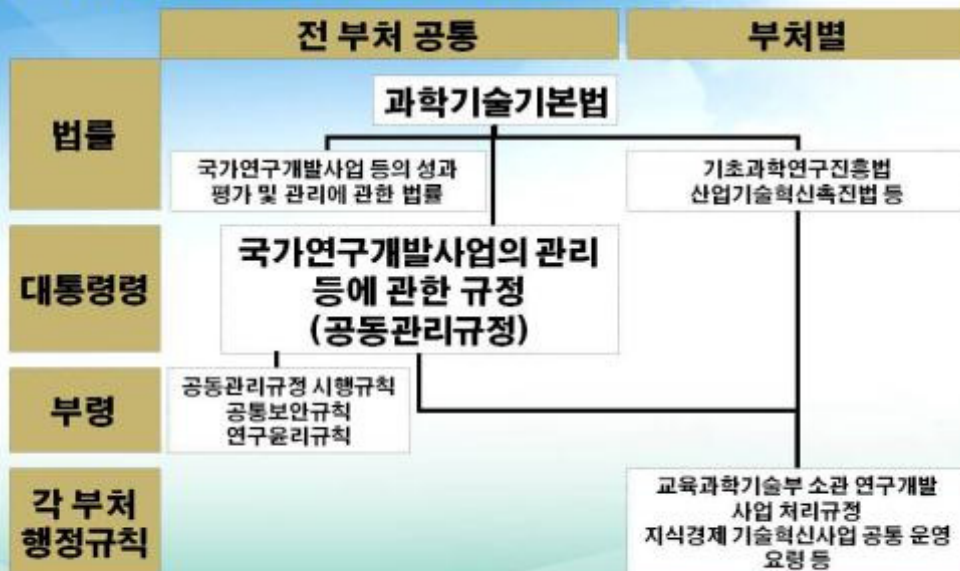 전 부처 공통
부처별
법률
과학기술기본법
국가연구개발사업 등의 성과
평가 및 관리에 관한 법률
기초과학연구진흥법
산업기술혁신촉진법 등
대통령령
국가연구개발사업의 관리
등에 관한 규정
(공동관리규정)
부령
공동관리규정 시행규칙
공통보안규칙
연구윤리규칙
각 부처
행정규칙
교육과학기술부 소관 연구개발
사업 처리규정
지식경제 기술혁신사업 공통 운영
요령 등